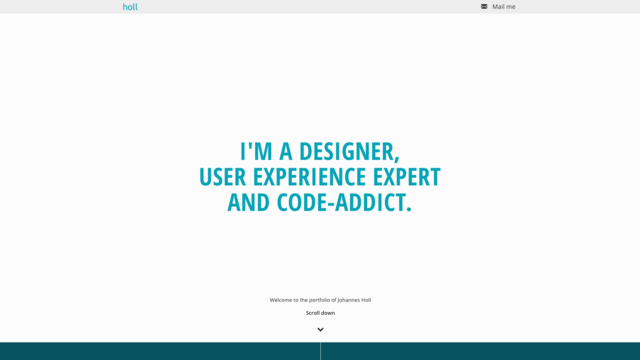 holl
Mail me
I'M A DESIGNER,
USER EXPERIENCE EXPERT
AND CODE-ADDICT.
Welcome to the portfolio of Johannes Holl
Scroll down